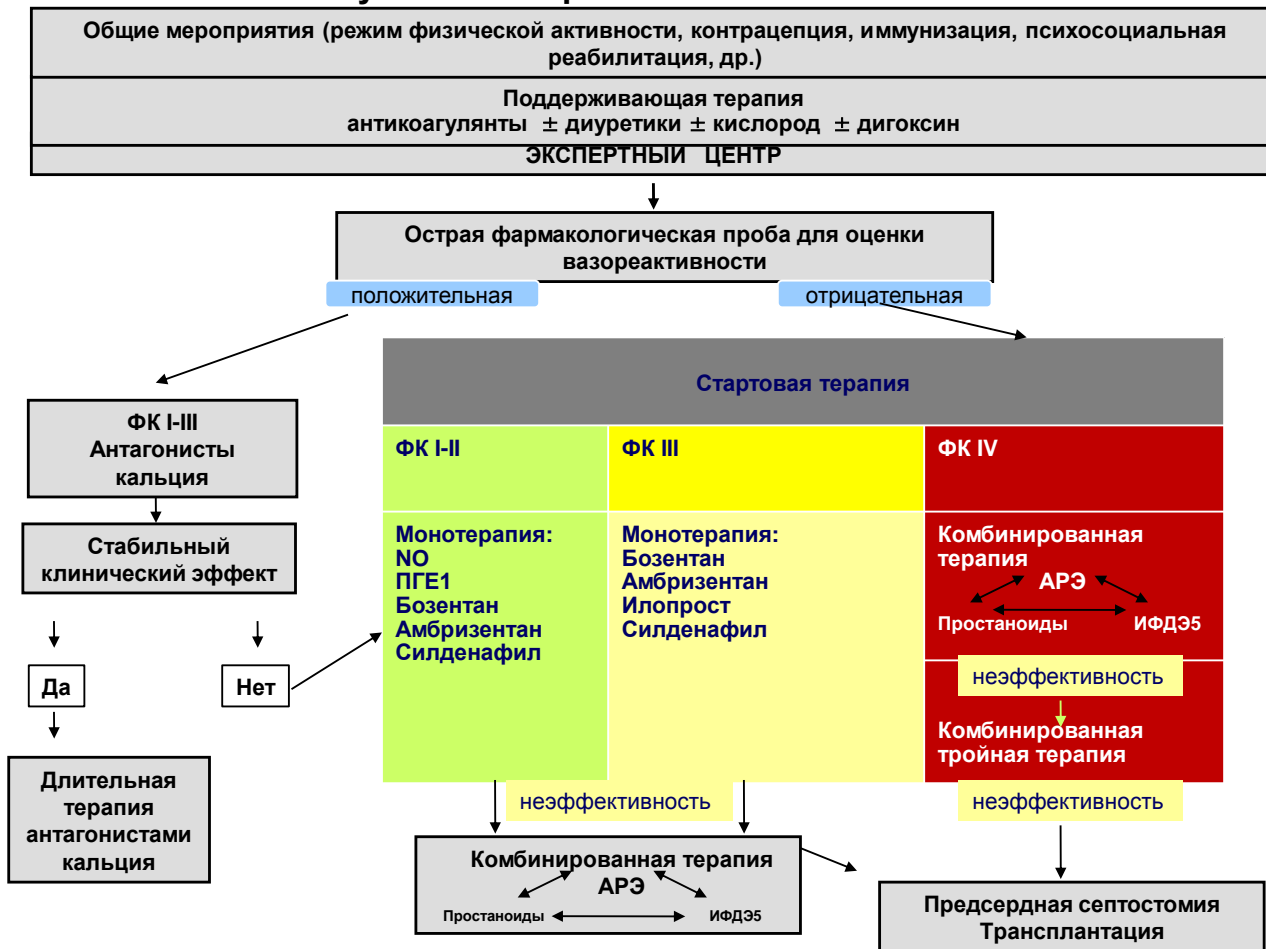 Общие мероприятия (режим физической активности, контрацепция, иммунизация, психосоциальная
реабилитация, др.)
Поддерживающая терапия
антикоагулянты ± диуретики ± кислород ± дигоксин
ЭКСПЕРТНЫЙ ЦЕНТР
Острая фармакологическая проба для оценки
вазореактивности
положительная
отрицательная
Стартовая терапия
ФК I-III
Антагонисты
кальция
Стабильный
клинический эффект
Да
Нет
Длительная
терапия
антагонистами
кальция
ФК I-II
Монотерапия:
NO
ПГЕ1
Бозентан
Амбризентан
Силденафил
ФК III
Монотерапия:
Бозентан
Амбризентан
Илопрост
Силденафил
ФК IV
Комбинированная
терапия
АРЭ
Простаноиды
ИФДЭ5
неэффективность
Комбинированная
тройная терапия
неэффективность
неэффективность
Комбинированная терапия
АРЭ
Простаноиды
ИФДЭ5
Предсердная септостомия
Трансплантация